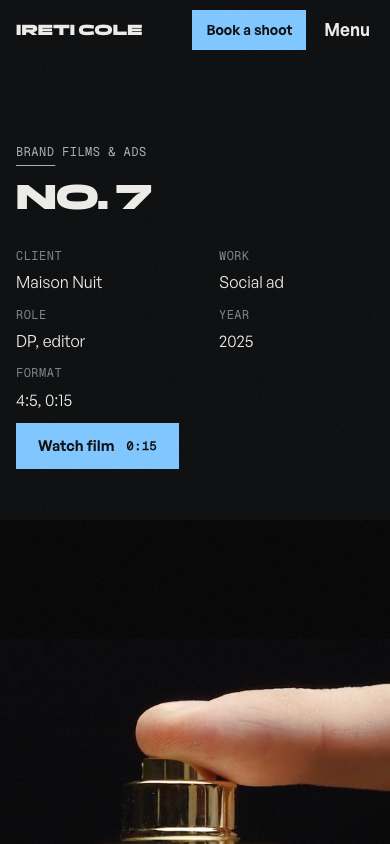 IRETI COLE
Book a shoot
Menu
BRAND FILMS & ADS
NO. 7
CLIENT
Maison Nuit
WORK
Social ad
ROLE
DP, editor
YEAR
2025
FORMAT
4:5, 0:15
Watch film 0:15